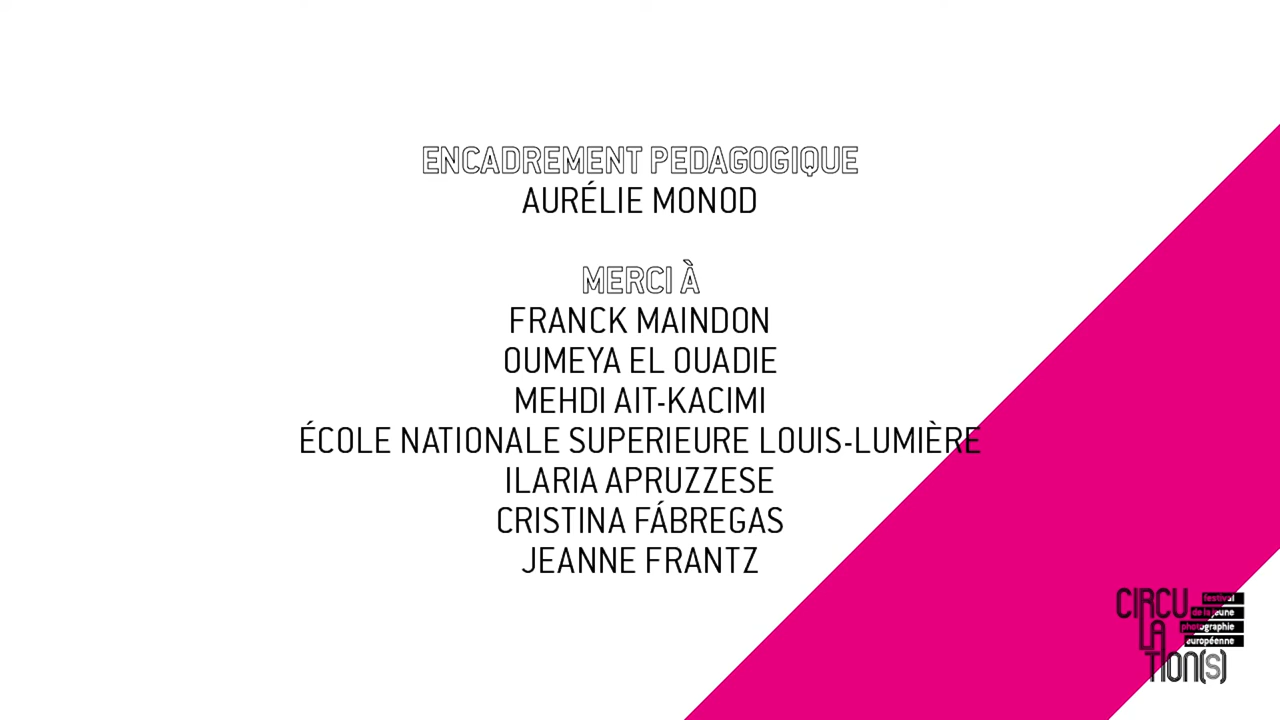 ENCADREMENT PEDAGOGIQUE
AURÉLIE MONOD
MERCI À
FRANCK MAINDON
OUMEYA EL OUADIE
MEHDI AIT-KACIMI
ÉCOLE NATIONALE SUPERIEURE LOUIS-LUMIÈRE
ILARIA APRUZZESE
CRISTINA FÁBREGAS
JEANNE FRANTZ
CIRCU
LA
TION(S)
festival
de la jeune
photographie
européenne